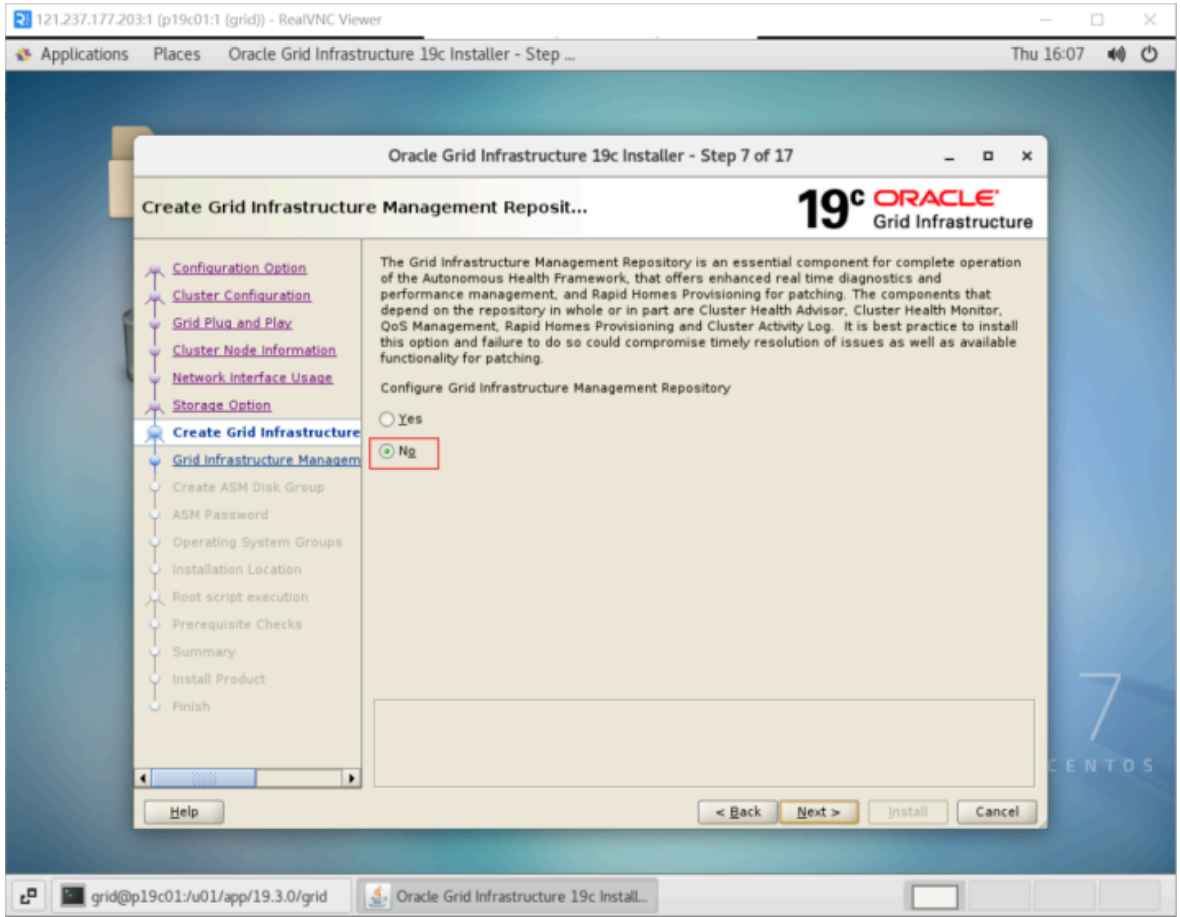 121.237.177.203:1 (p19c01:1 (grid)) - RealVNC Viewer
Applications Places Oracle Grid Infrastructure 19c Installer - Step ... Thu 16:07
Oracle Grid Infrastructure 19c Installer - Step 7 of 17
Create Grid Infrastructure Management Reposit...
19c ORACLE
Grid Infrastructure
Configuration Option
Cluster Configuration
Grid Plug and Play
Cluster Node Information
Network Interface Usage
Storage Option
Create Grid Infrastructure
Grid Infrastructure Managem
Create ASM Disk Group
ASM Password
Operating System Groups
Installation Location
Root script execution
Prerequisite Checks
Summary
Install Product
Finish
The Grid Infrastructure Management Repository is an essential component for complete operation
of the Autonomous Health Framework, that offers enhanced real time diagnostics and
performance management, and Rapid Homes Provisioning for patching. The components that
depend on the repository in whole or in part are Cluster Health Advisor, Cluster Health Monitor,
QoS Management, Rapid Homes Provisioning and Cluster Activity Log. It is best practice to install
this option and failure to do so could compromise timely resolution of issues as well as available
functionality for patching.
Configure Grid Infrastructure Management Repository
Yes
No
7
CENTOS
Help < Back Next > Install Cancel
grid@p19c01:/u01/app/19.3.0/grid Oracle Grid Infrastructure 19c Install...